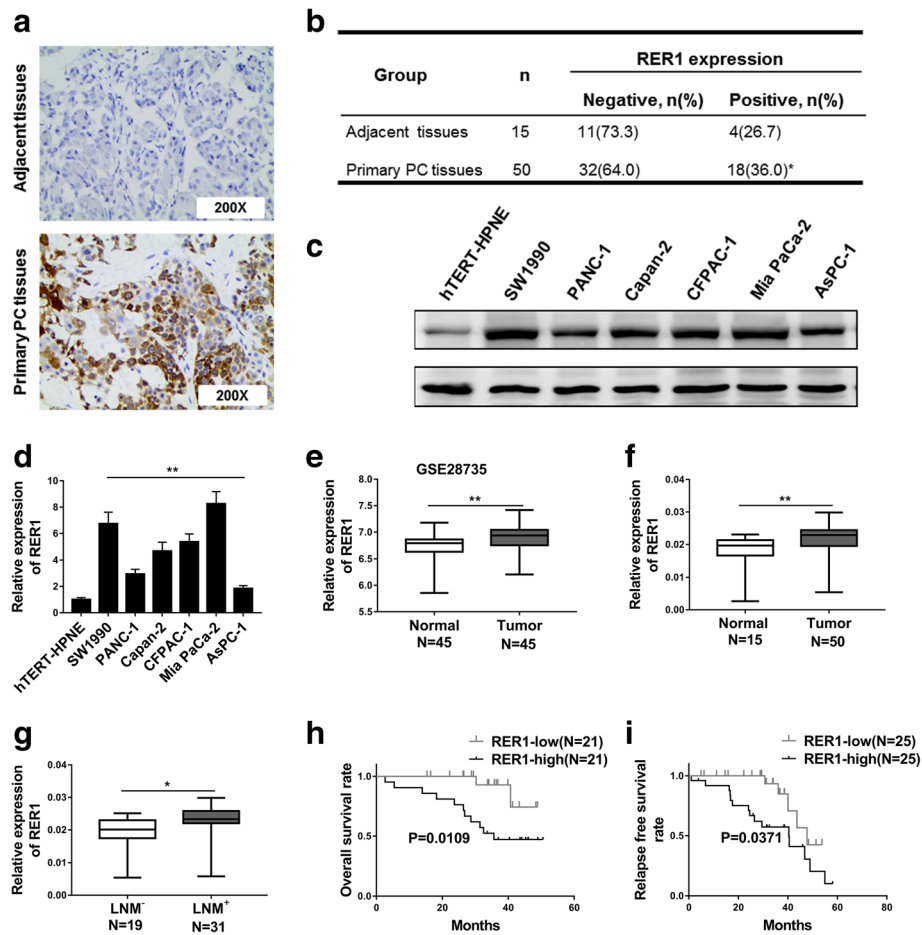 a
Adjacent tissues
200X
Primary PC tissues
200X
b
Group n RER1 expression
Negative, n(%) Positive, n(%)
Adjacent tissues 15 11(73.3) 4(26.7)
Primary PC tissues 50 32(64.0) 18(36.0)*
c
hTERT-HPNE SW1990 PANC-1 Capan-2 CFPAC-1 Mia PaCa-2 AsPC-1
d
Relative expression
of RER1
10
8
6
4
2
0
**
hTERT-HPNE SW1990 PANC-1 Capan-2 CFPAC-1 Mia PaCa-2 AsPC-1
e
GSE28735
Relative expression
of RER1
8.0
7.5
7.0
6.5
6.0
5.5
**
Normal Tumor
N=45 N=45
f
Relative expression
of RER1
0.04
0.03
0.02
0.01
0.00
**
Normal Tumor
N=15 N=50
g
Relative expression
of RER1
0.04
0.03
0.02
0.01
0.00
*
LNM⁻ LNM⁺
N=19 N=31
h
RER1-low(N=21)
RER1-high(N=21)
Overall survival rate
1.0
0.5
0.0
P=0.0109
0 20 40 60
Months
i
RER1-low(N=25)
RER1-high(N=25)
Relapse free survival
rate
1.0
0.5
0.0
P=0.0371
0 20 40 60 80
Months